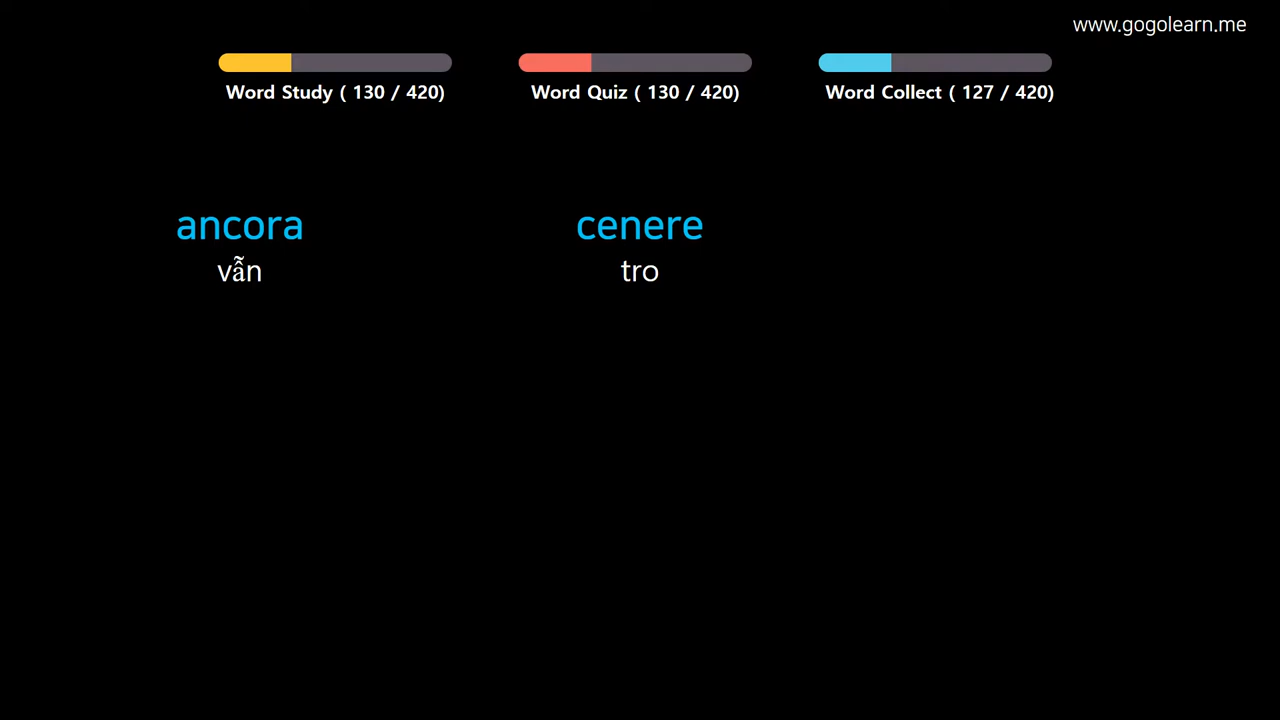 www.gogolearn.me
Word Study ( 130 / 420)
Word Quiz ( 130 / 420)
Word Collect ( 127 / 420)
ancora
vẫn
cenere
tro